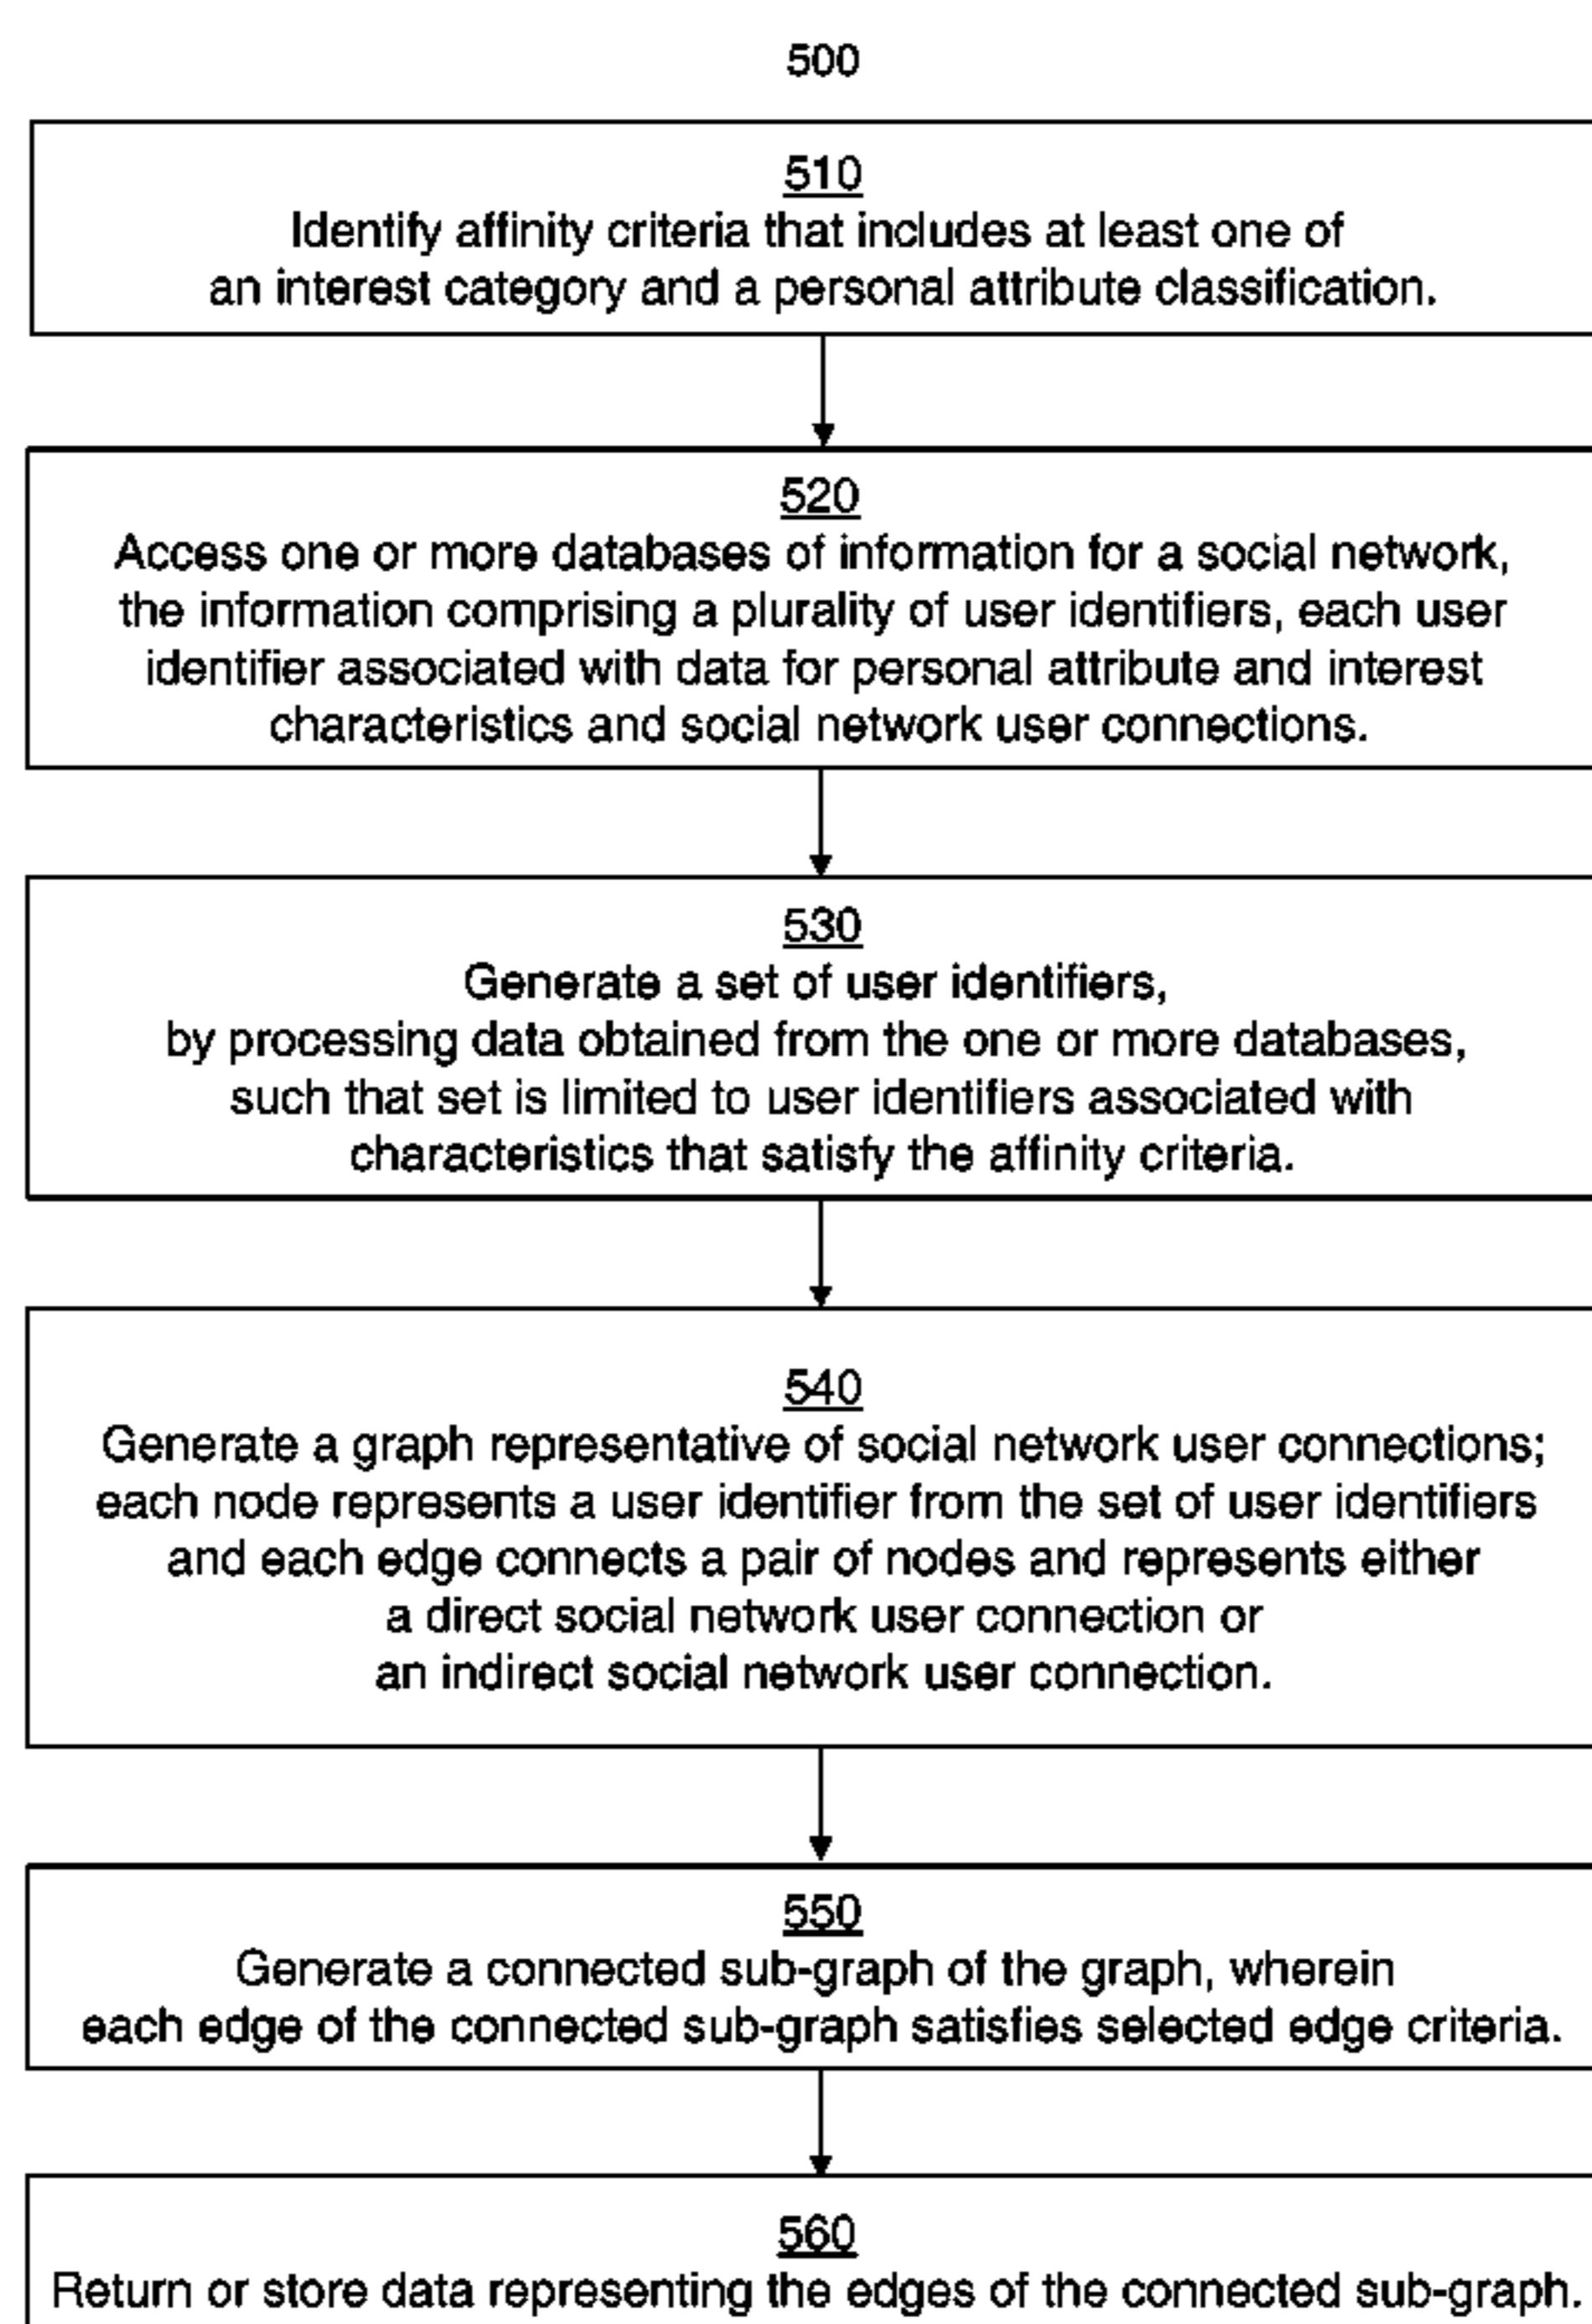 500
510
Identify affinity criteria that includes at least one of
an interest category and a personal attribute classification.
520
Access one or more databases of information for a social network,
the information comprising a plurality of user identifiers, each user
identifier associated with data for personal attribute and interest
characteristics and social network user connections.
530
Generate a set of user identifiers,
by processing data obtained from the one or more databases,
such that set is limited to user identifiers associated with
characteristics that satisfy the affinity criteria.
540
Generate a graph representative of social network user connections;
each node represents a user identifier from the set of user identifiers
and each edge connects a pair of nodes and represents either
a direct social network user connection or
an indirect social network user connection.
550
Generate a connected sub-graph of the graph, wherein
each edge of the connected sub-graph satisfies selected edge criteria.
560
Return or store data representing the edges of the connected sub-graph.